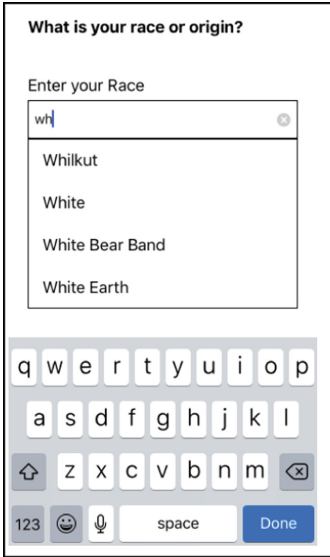 What is your race or origin?
Enter your Race
wh
Whilkut
White
White Bear Band
White Earth
q w e r t y u i o p
a s d f g h j k l
z x c v b n m
123 space Done